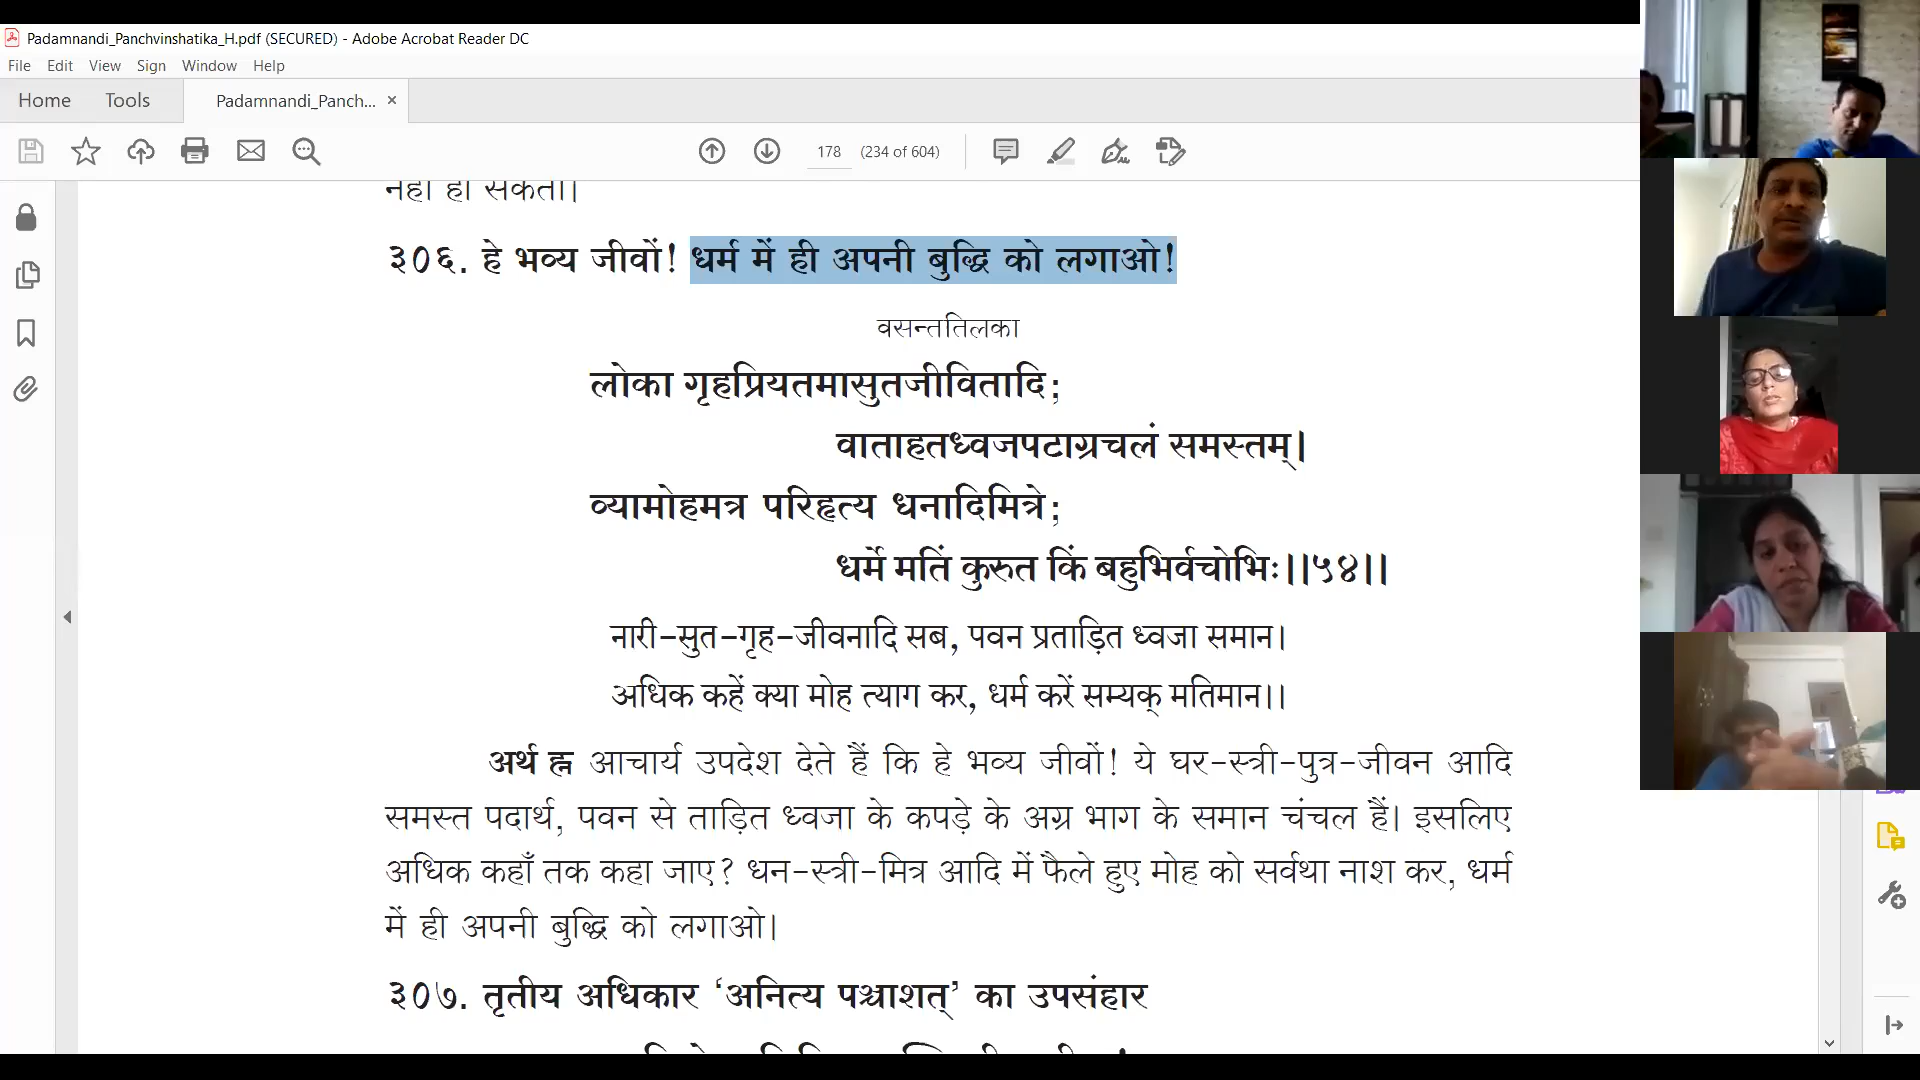 Padamnandi_Panchvinshatika_H.pdf (SECURED) - Adobe Acrobat Reader DC
File Edit View Sign Window Help
Home Tools Padamnandi_Panch... ×
178 (234 of 604)
नहीं हो सकता।
३०६. हे भव्य जीवों! धर्म में ही अपनी बुद्धि को लगाओ!
वसन्ततिलका
लोका गृहप्रियतमासुतजीवितादि;
वाताहतध्वजपटाग्रचलं समस्तम्।
व्यामोहमत्र परिहृत्य धनादिमित्रे;
धर्मे मतिं कुरुत किं बहुभिर्वचोभिः।।५४।।
नारी-सुत-गृह-जीवनादि सब, पवन प्रताड़ित ध्वजा समान।
अधिक कहें क्या मोह त्याग कर, धर्म करें सम्यक् मतिमान।।
अर्थ ह्न आचार्य उपदेश देते हैं कि हे भव्य जीवों! ये घर-स्त्री-पुत्र-जीवन आदि
समस्त पदार्थ, पवन से ताड़ित ध्वजा के कपड़े के अग्र भाग के समान चंचल हैं। इसलिए
अधिक कहाँ तक कहा जाए? धन-स्त्री-मित्र आदि में फैले हुए मोह को सर्वथा नाश कर, धर्म
में ही अपनी बुद्धि को लगाओ।
३०७. तृतीय अधिकार ‘अनित्य पञ्चाशत्’ का उपसंहार